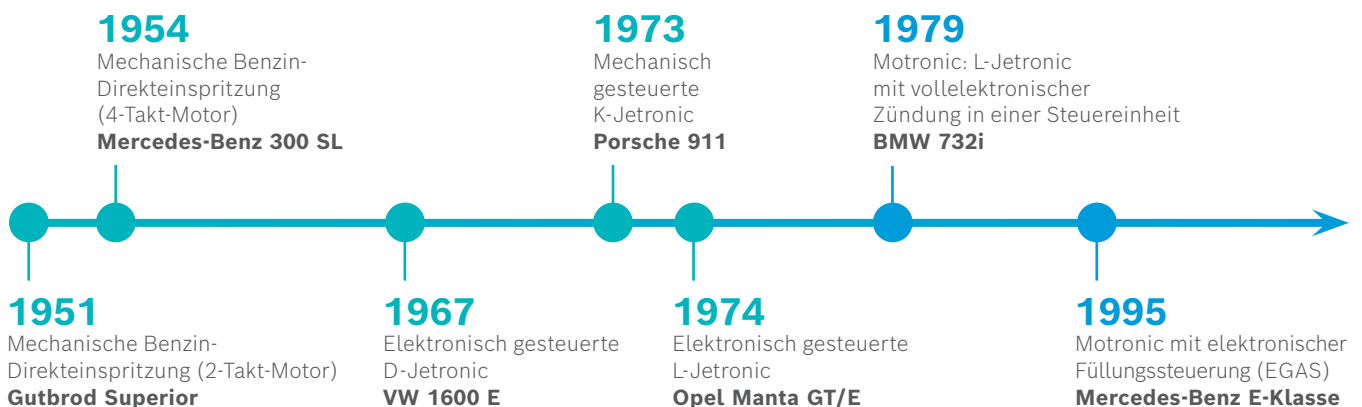 1954
Mechanische Benzin-
Direkteinspritzung
(4-Takt-Motor)
Mercedes-Benz 300 SL
1973
Mechanisch
gesteuerte
K-Jetronic
Porsche 911
1979
Motronic: L-Jetronic
mit vollelektronischer
Zündung in einer Steuereinheit
BMW 732i
1951
Mechanische Benzin-
Direkteinspritzung (2-Takt-Motor)
Gutbrod Superior
1967
Elektronisch gesteuerte
D-Jetronic
VW 1600 E
1974
Elektronisch gesteuerte
L-Jetronic
Opel Manta GT/E
1995
Motronic mit elektronischer
Füllungssteuerung (EGAS)
Mercedes-Benz E-Klasse